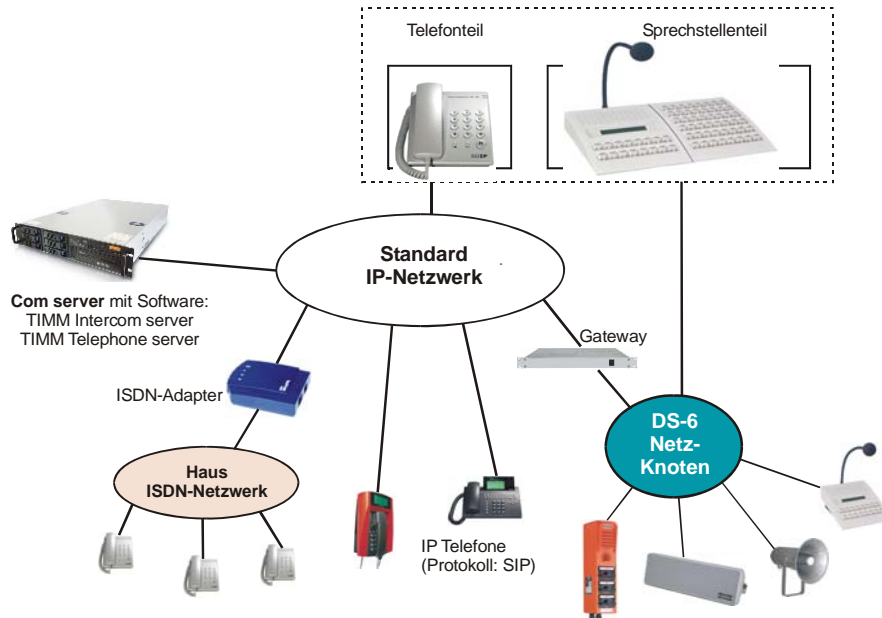 Telefonteil
Sprechstellenteil
Standard
IP-Netzwerk
Com server mit Software:
TIMM Intercom server
TIMM Telephone server
Gateway
ISDN-Adapter
DS-6
Netz-
Knoten
Haus
ISDN-Netzwerk
IP Telefone
(Protokoll: SIP)